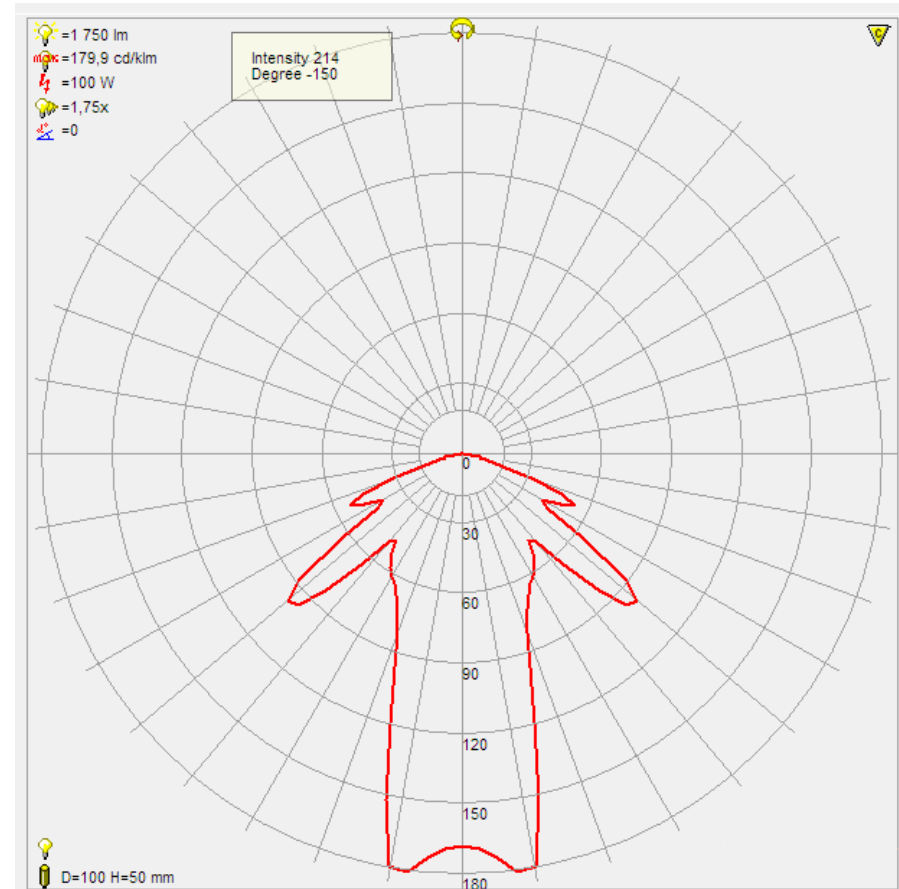 =1 750 lm
max =179,9 cd/klm
=100 W
=1,75x
=0
Intensity 214
Degree -150
0
30
60
90
120
150
180
D=100 H=50 mm
C